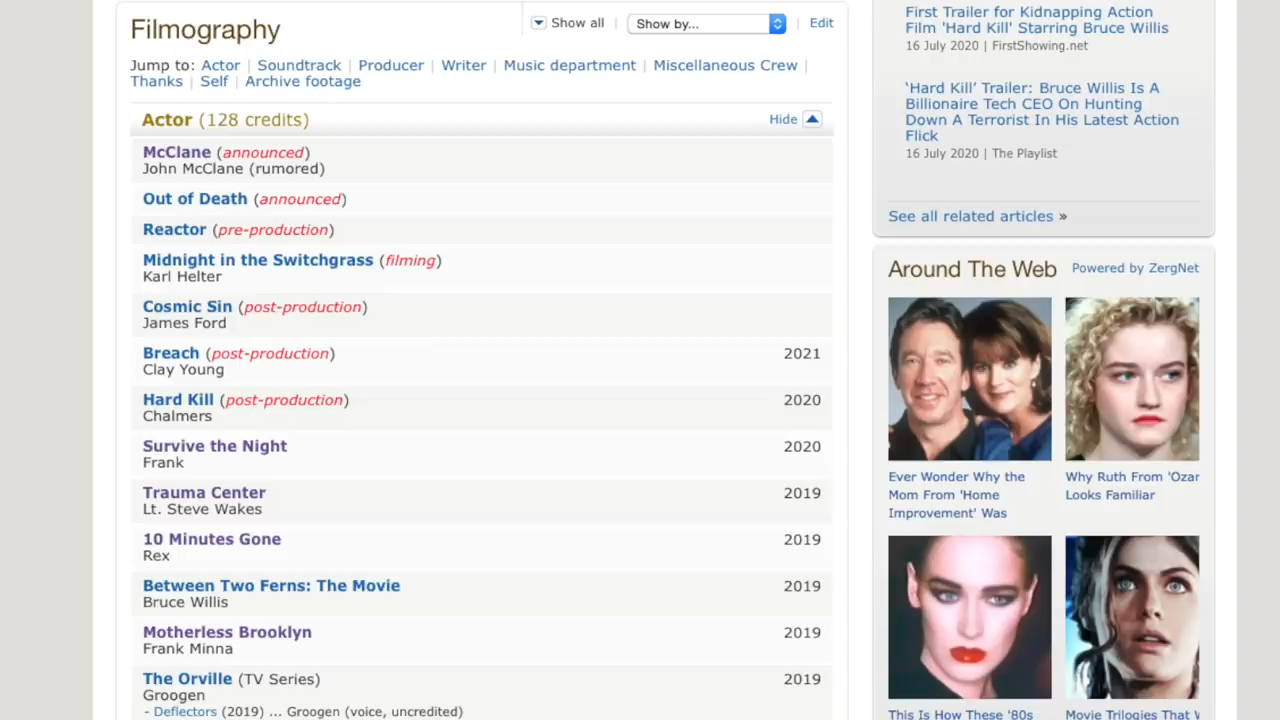 Filmography
Show all | Show by... | Edit
Jump to: Actor | Soundtrack | Producer | Writer | Music department | Miscellaneous Crew |
Thanks | Self | Archive footage
Actor (128 credits)
Hide
McClane (announced)
John McClane (rumored)
Out of Death (announced)
Reactor (pre-production)
Midnight in the Switchgrass (filming)
Karl Helter
Cosmic Sin (post-production)
James Ford
Breach (post-production) 2021
Clay Young
Hard Kill (post-production) 2020
Chalmers
Survive the Night 2020
Frank
Trauma Center 2019
Lt. Steve Wakes
10 Minutes Gone 2019
Rex
Between Two Ferns: The Movie 2019
Bruce Willis
Motherless Brooklyn 2019
Frank Minna
The Orville (TV Series) 2019
Groogen
- Deflectors (2019) ... Groogen (voice, uncredited)
First Trailer for Kidnapping Action
Film 'Hard Kill' Starring Bruce Willis
16 July 2020 | FirstShowing.net
‘Hard Kill’ Trailer: Bruce Willis Is A
Billionaire Tech CEO On Hunting
Down A Terrorist In His Latest Action
Flick
16 July 2020 | The Playlist
See all related articles »
Around The Web
Powered by ZergNet
Ever Wonder Why the
Mom From 'Home
Improvement' Was
Why Ruth From 'Ozar
Looks Familiar
This Is How These '80s
Movie Trilogies That